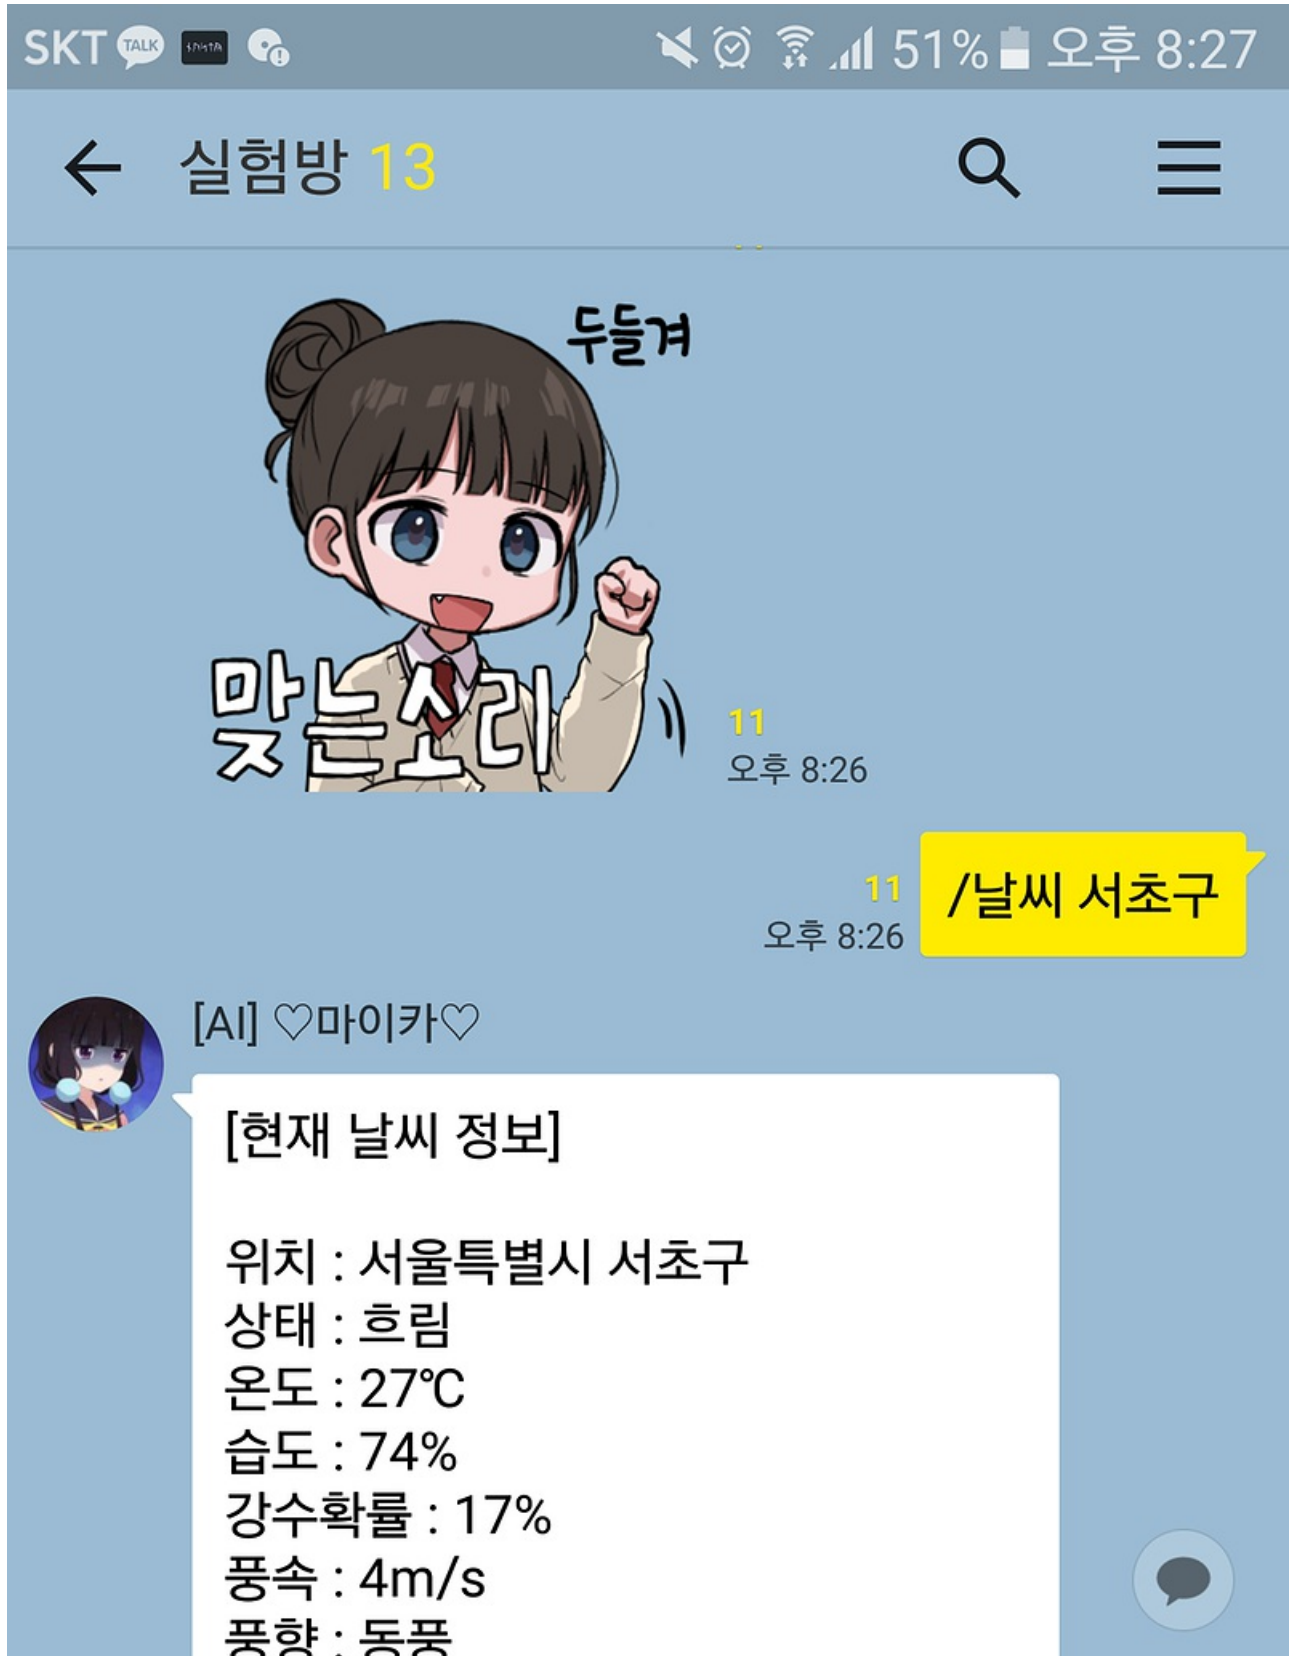 SKT TALK 51% 오후 8:27
실험방 13
두들겨
맞는소리
11
오후 8:26
/날씨 서초구
11
오후 8:26
[AI] ♡마이카♡
[현재 날씨 정보]
위치 : 서울특별시 서초구
상태 : 흐림
온도 : 27℃
습도 : 74%
강수확률 : 17%
풍속 : 4m/s
풍향 : 동풍